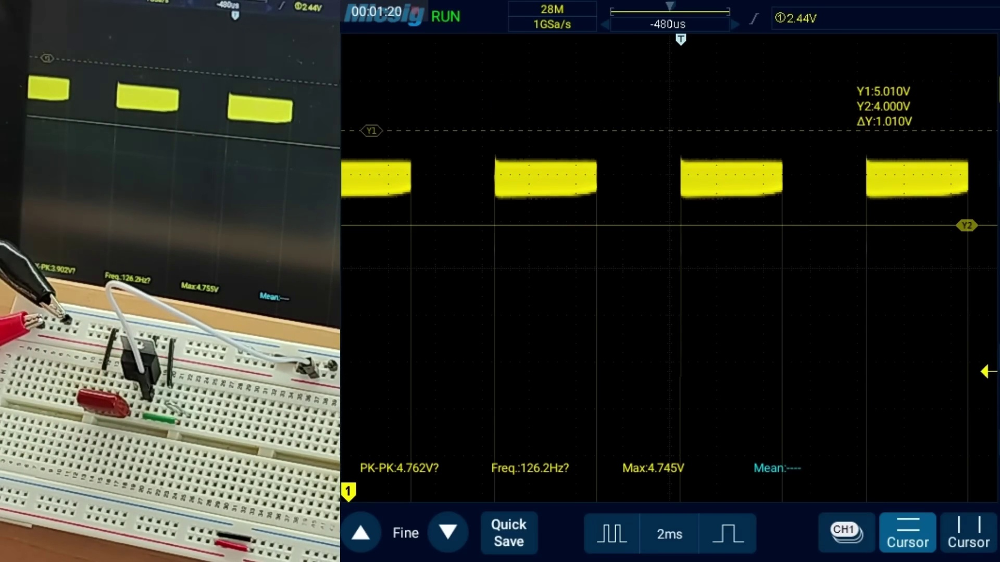 -480us
①2.44V
T
Y1
K-PK:3.902V?
Freq.:126.2Hz?
Max:4.755V
Mean:----
Micsig
00:01:20
RUN
28M
1GSa/s
-480us
①2.44V
T
Y1:5.010V
Y2:4.000V
ΔY:1.010V
Y1
Y2
PK-PK:4.762V?
Freq.:126.2Hz?
Max:4.745V
Mean:----
1
Fine
Quick
Save
2ms
CH1
Cursor
Cursor